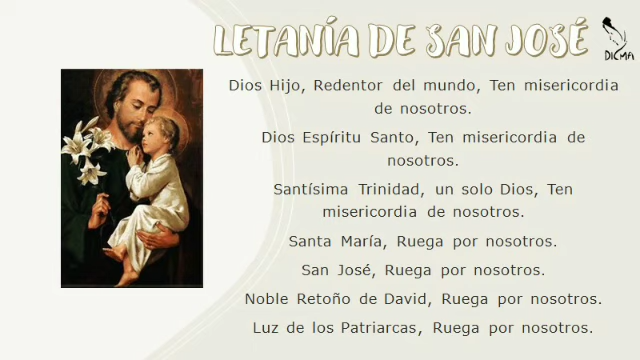 LETANÍA DE SAN JOSÉ
DICMA
Dios Hijo, Redentor del mundo, Ten misericordia
de nosotros.
Dios Espíritu Santo, Ten misericordia de
nosotros.
Santísima Trinidad, un solo Dios, Ten
misericordia de nosotros.
Santa María, Ruega por nosotros.
San José, Ruega por nosotros.
Noble Retoño de David, Ruega por nosotros.
Luz de los Patriarcas, Ruega por nosotros.